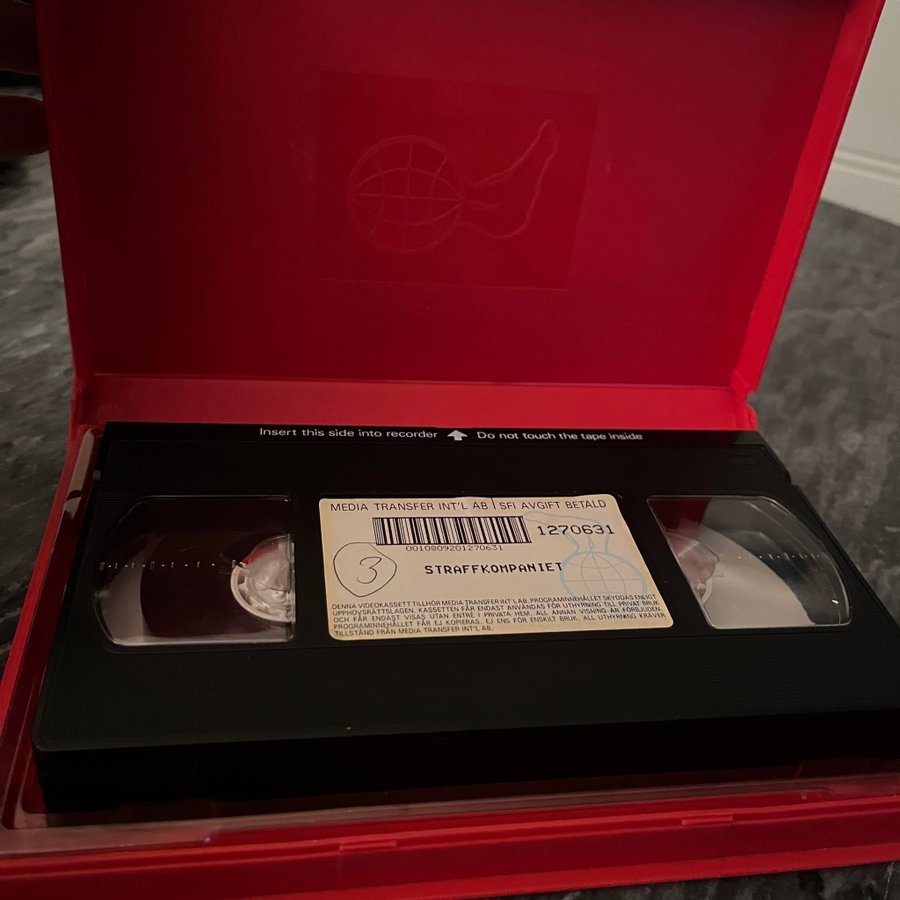 Insert this side into recorder Do not touch the tape inside
MEDIA TRANSFER INT'L AB SFI AVGIFT BETALD
1270631
0010809201270631
3 STRAFFKOMPANIET
DENNA VIDEOKASSETT TILLHÖR MEDIA TRANSFER INT'L AB. PROGRAMINNEHÅLLET SKYDDAS ENLIGT
UPPHOVSRÄTTSLAGEN. KASSETTEN FÅR ENDAST ANVÄNDAS FÖR UTHYRNING TILL PRIVAT BRUK
OCH FÅR ENDAST VISAS UTAN ENTRÉ I PRIVATA HEM. ALL ANNAN VISNING ÄR FÖRBJUDEN.
PROGRAMINNEHÅLLET FÅR EJ KOPIERAS. EJ ENS FÖR ENSKILT BRUK. ALL UTHYRNING KRÄVER
TILLSTÅND FRÅN MEDIA TRANSFER INT'L AB.